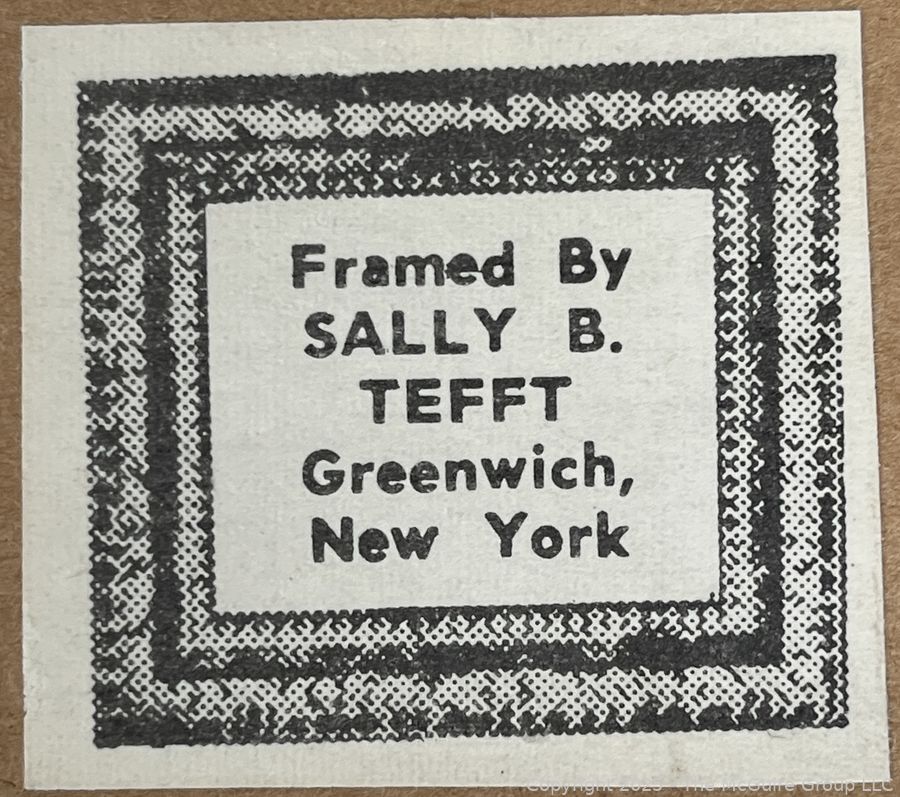 Framed By
SALLY B.
TEFFT
Greenwich,
New York
Copyright 2023 The McGuire Group LLC